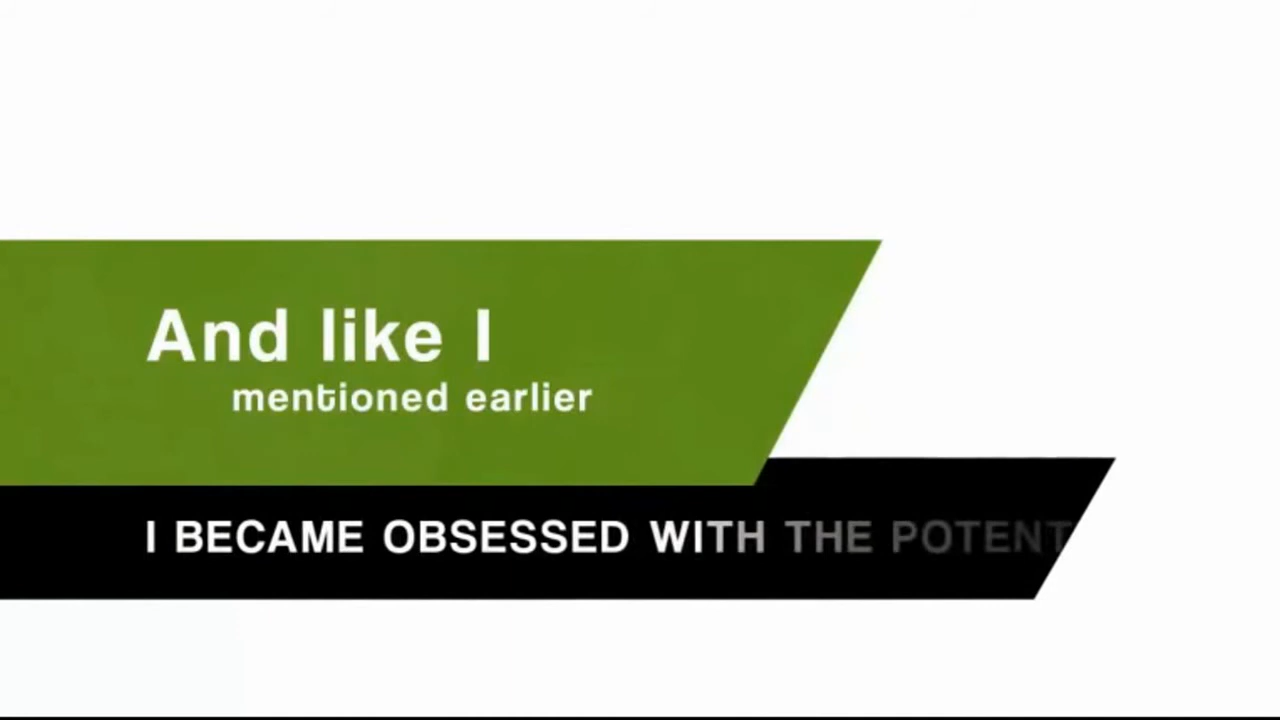 And like I
mentioned earlier
I BECAME OBSESSED WITH THE POTENT